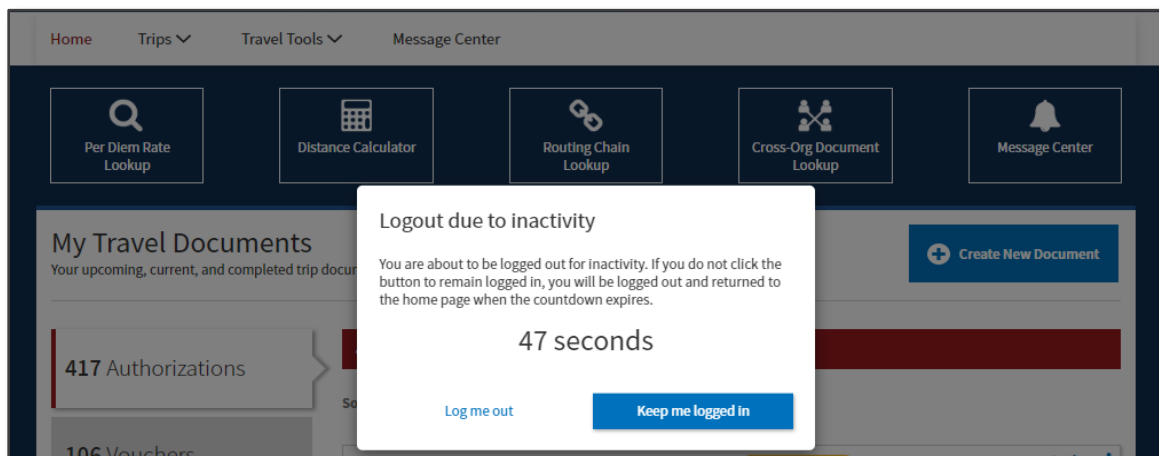 Home Trips Travel Tools Message Center
Per Diem Rate
Lookup
Distance Calculator
Routing Chain
Lookup
Cross-Org Document
Lookup
Message Center
My Travel Documents
Your upcoming, current, and completed trip
Create New Document
Logout due to inactivity
You are about to be logged out for inactivity. If you do not click the
button to remain logged in, you will be logged out and returned to
the home page when the countdown expires.
47 seconds
Log me out
Keep me logged in
417 Authorizations
106 Vouchers